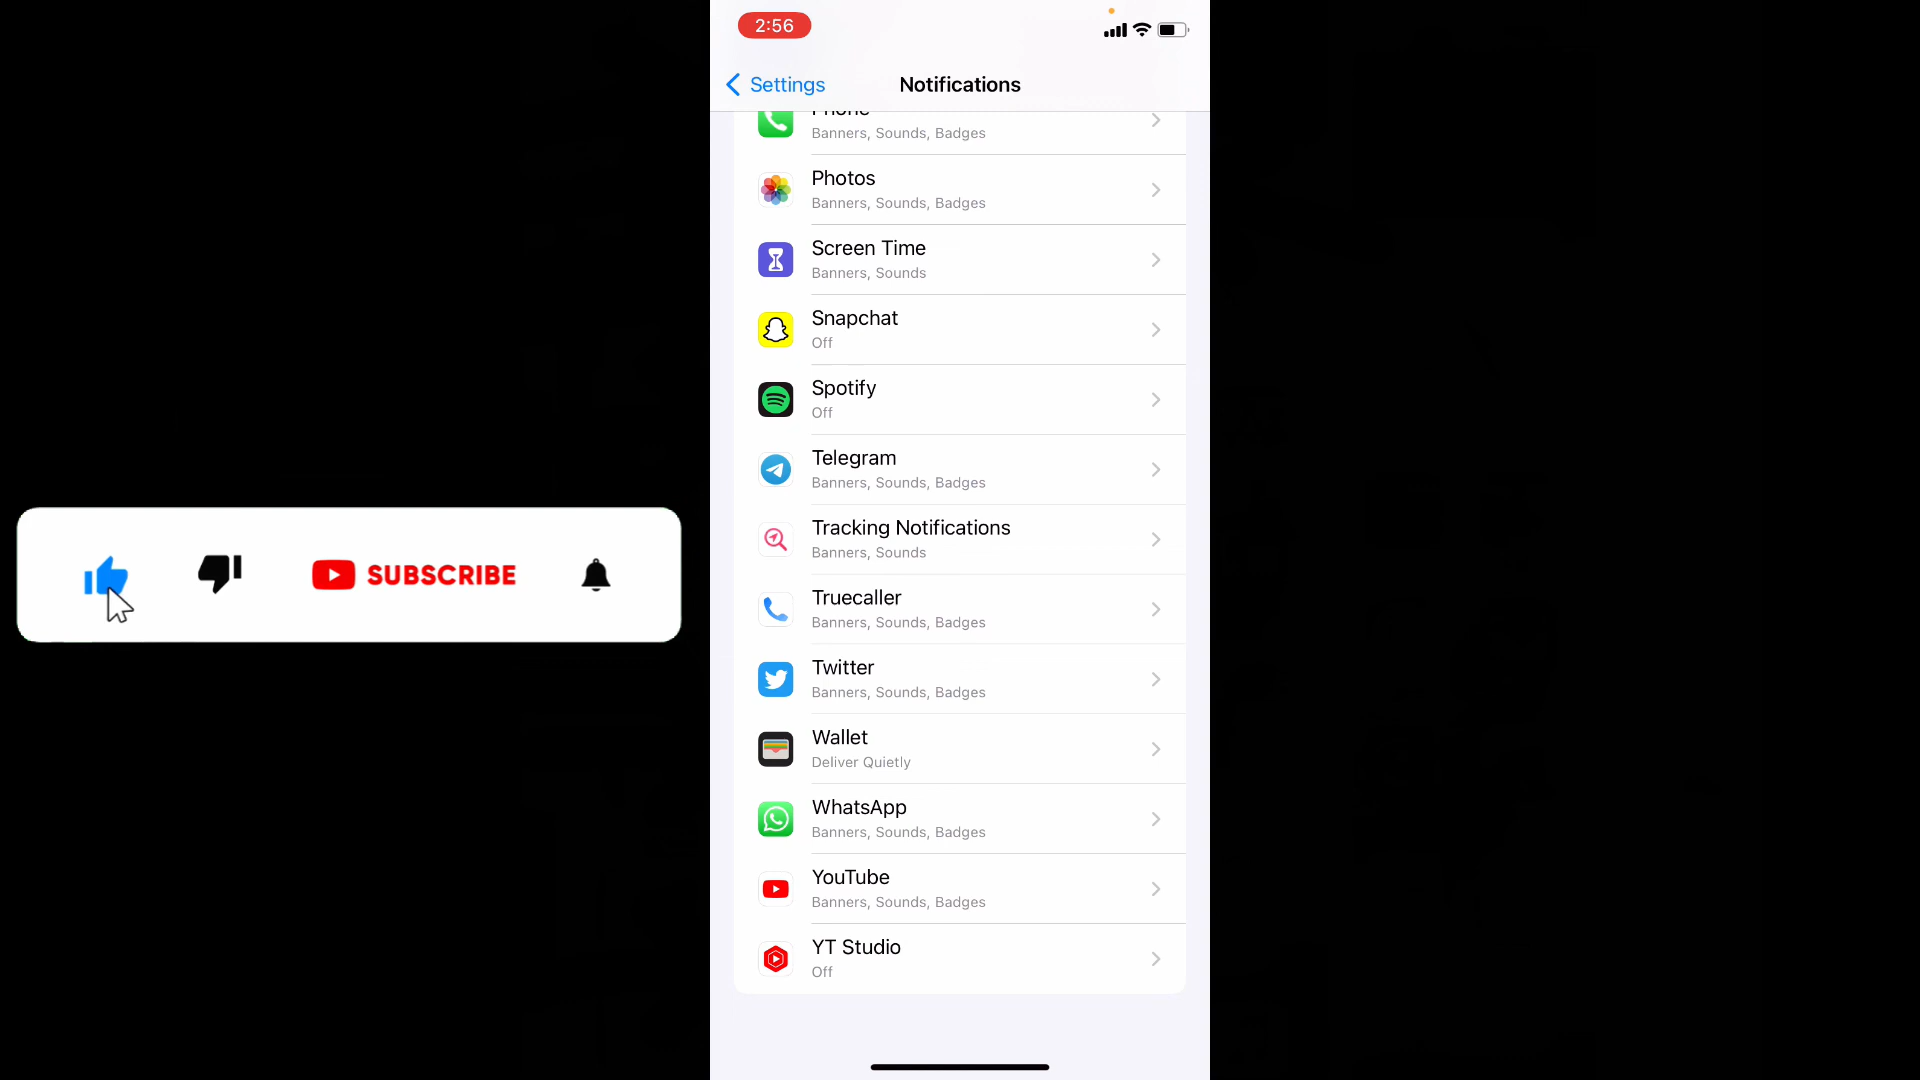 2:56
Settings
Notifications
Phone
Banners, Sounds, Badges
Photos
Banners, Sounds, Badges
Screen Time
Banners, Sounds
Snapchat
Off
Spotify
Off
Telegram
Banners, Sounds, Badges
Tracking Notifications
Banners, Sounds
Truecaller
Banners, Sounds, Badges
Twitter
Banners, Sounds, Badges
Wallet
Deliver Quietly
WhatsApp
Banners, Sounds, Badges
YouTube
Banners, Sounds, Badges
YT Studio
Off
SUBSCRIBE